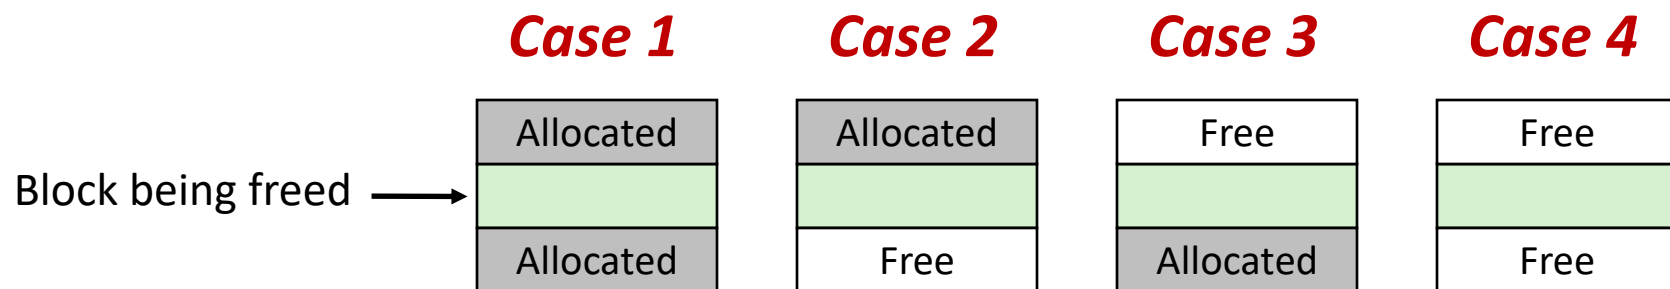 Case 1 Case 2 Case 3 Case 4
Allocated Allocated Free Free
Block being freed
Allocated Free Allocated Free